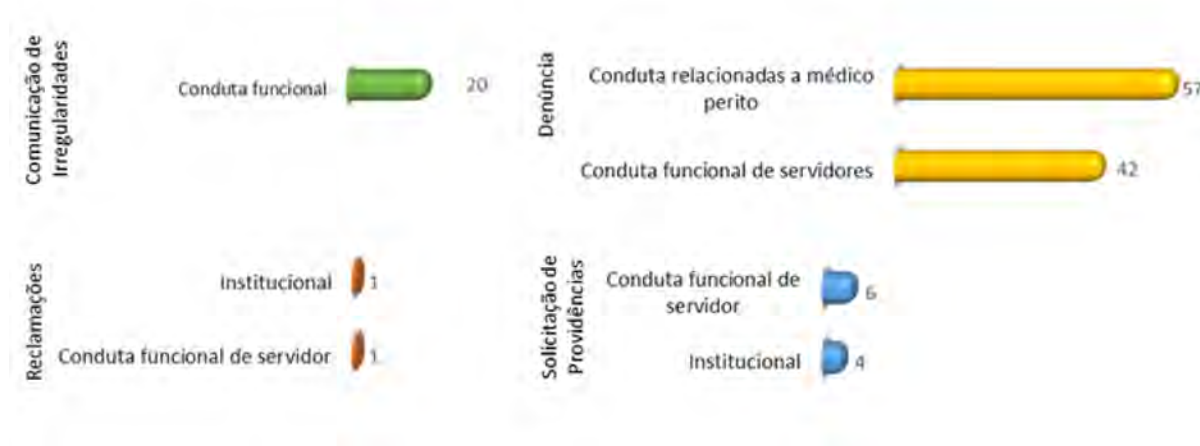 Comunicação de
Irregularidades
Conduta funcional
20
Denúncia
Conduta relacionadas a médico
perito
57
Conduta funcional de servidores
42
Reclamações
Institucional
1
Conduta funcional de servidor
1
Solicitação de
Providências
Conduta funcional de
servidor
6
Institucional
4